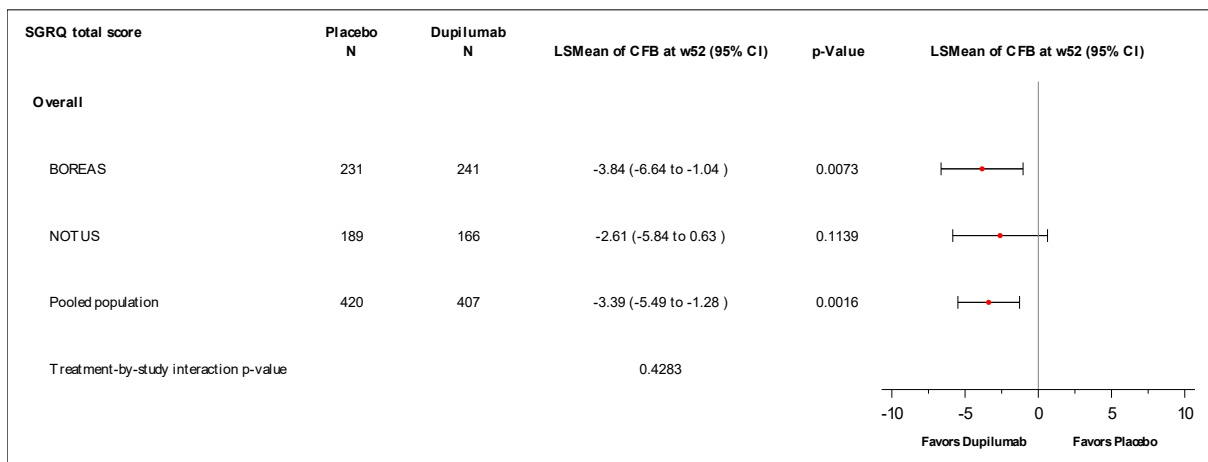 SGRQ total score Placebo N Dupilumab N LSMean of CFB at w52 (95% CI) p-Value LSMean of CFB at w52 (95% CI)
Overall
BOREAS 231 241 -3.84 (-6.64 to -1.04 ) 0.0073
NOTUS 189 166 -2.61 (-5.84 to 0.63 ) 0.1139
Pooled population 420 407 -3.39 (-5.49 to -1.28 ) 0.0016
Treatment-by-study interaction p-value 0.4283
-10 -5 0 5 10
Favors Dupilumab Favors Placebo